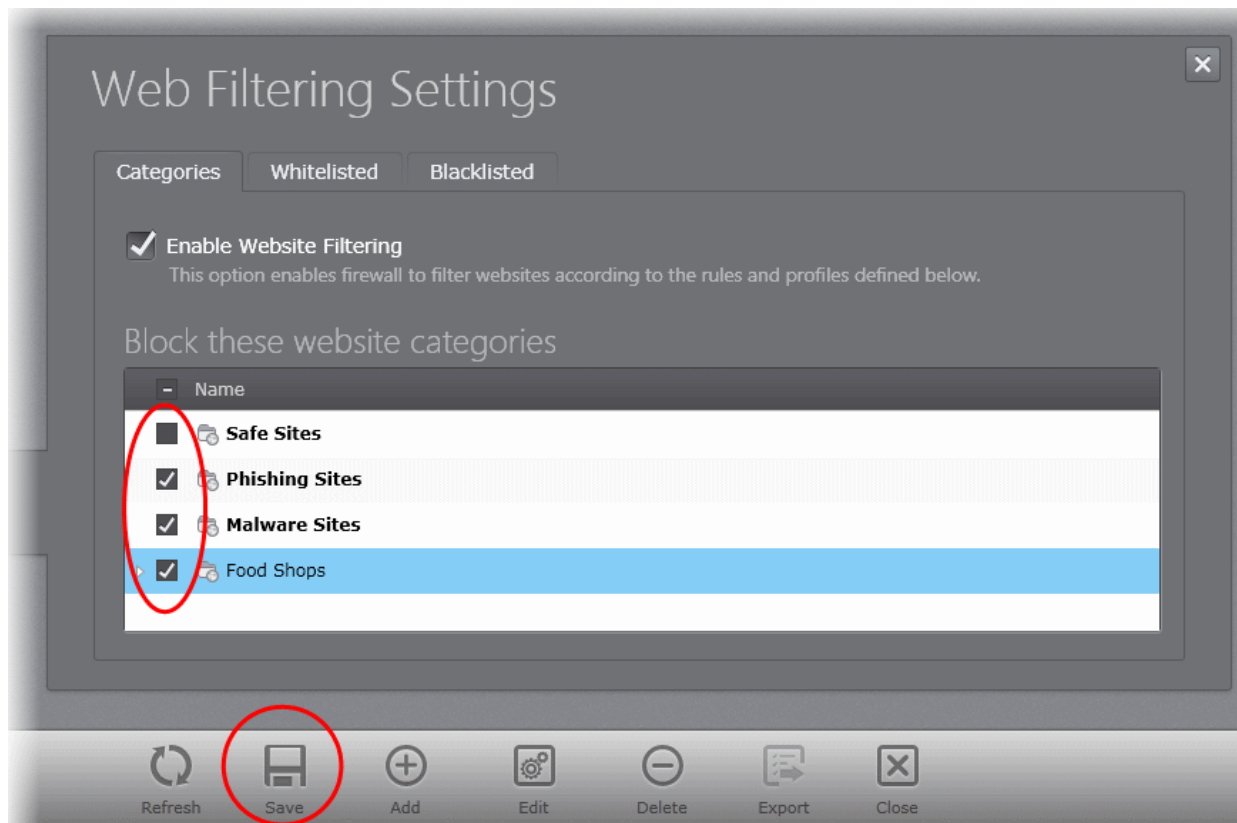 Web Filtering Settings
Categories Whitelisted Blacklisted
Enable Website Filtering
This option enables firewall to filter websites according to the rules and profiles defined below.
Block these website categories
Name
Safe Sites
Phishing Sites
Malware Sites
Food Shops
Refresh Save Add Edit Delete Export Close